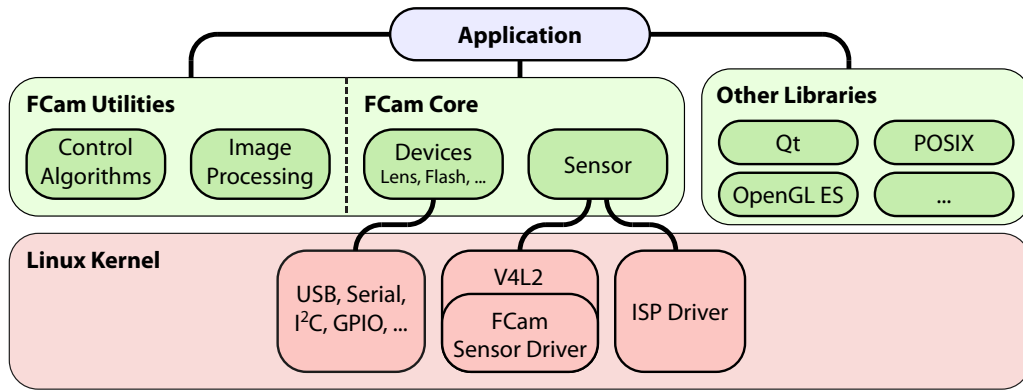 Application
FCam Utilities
Control
Algorithms
Image
Processing
FCam Core
Devices
Lens, Flash, ...
Sensor
Other Libraries
Qt
POSIX
OpenGL ES
...
Linux Kernel
USB, Serial,
I²C, GPIO, ...
V4L2
FCam
Sensor Driver
ISP Driver